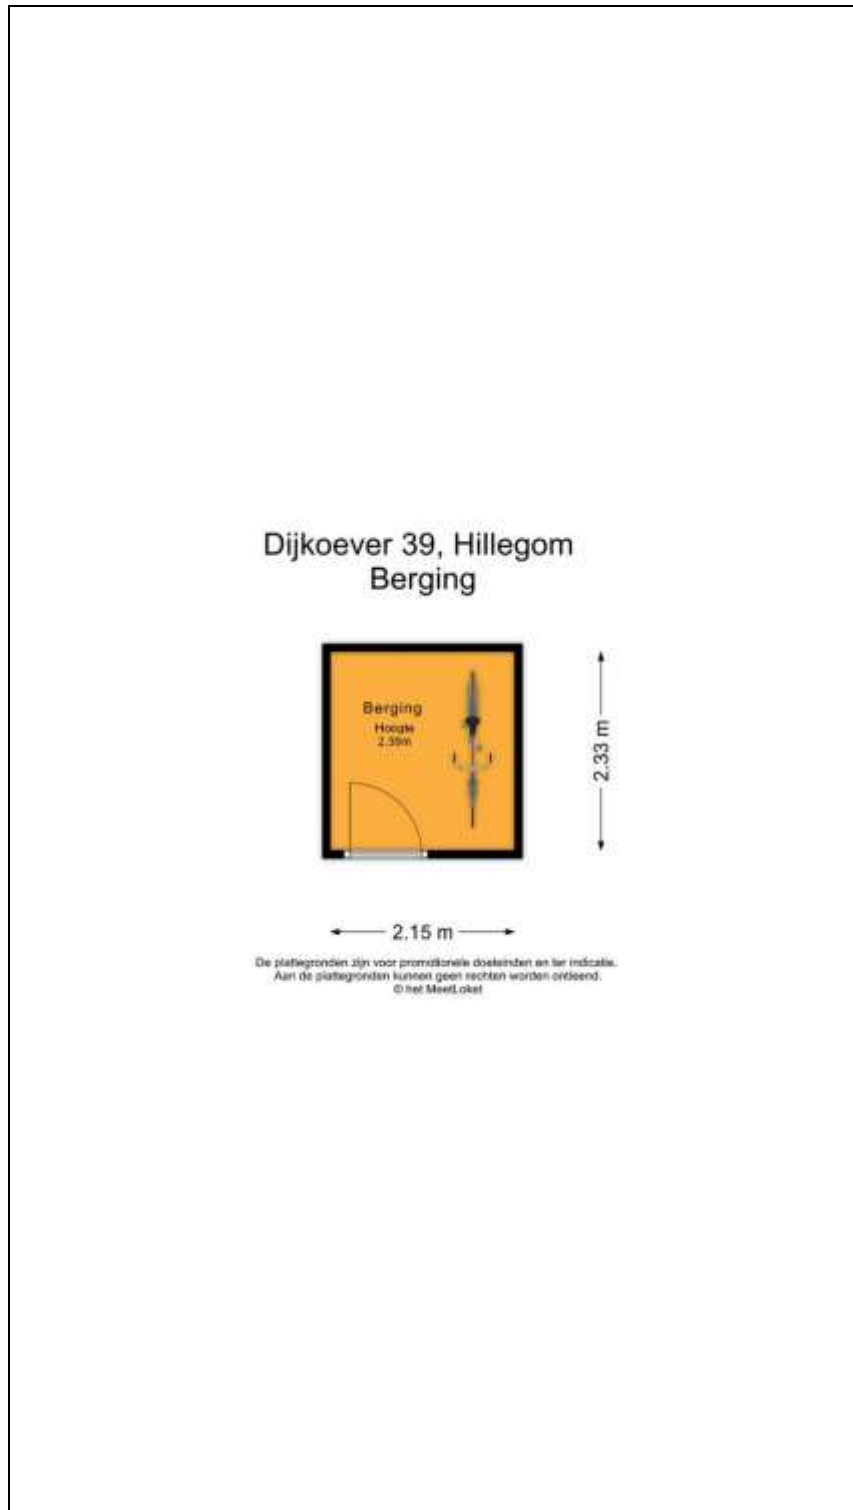 Dijkoever 39, Hillegom
Berging
Berging
Hoogte
2.39m
2.33 m
2.15 m
De plattegronden zijn voor promotionele doeleinden en ter indicatie.
Aan de plattegronden kunnen geen rechten worden ontleend.
© het MeetLoket